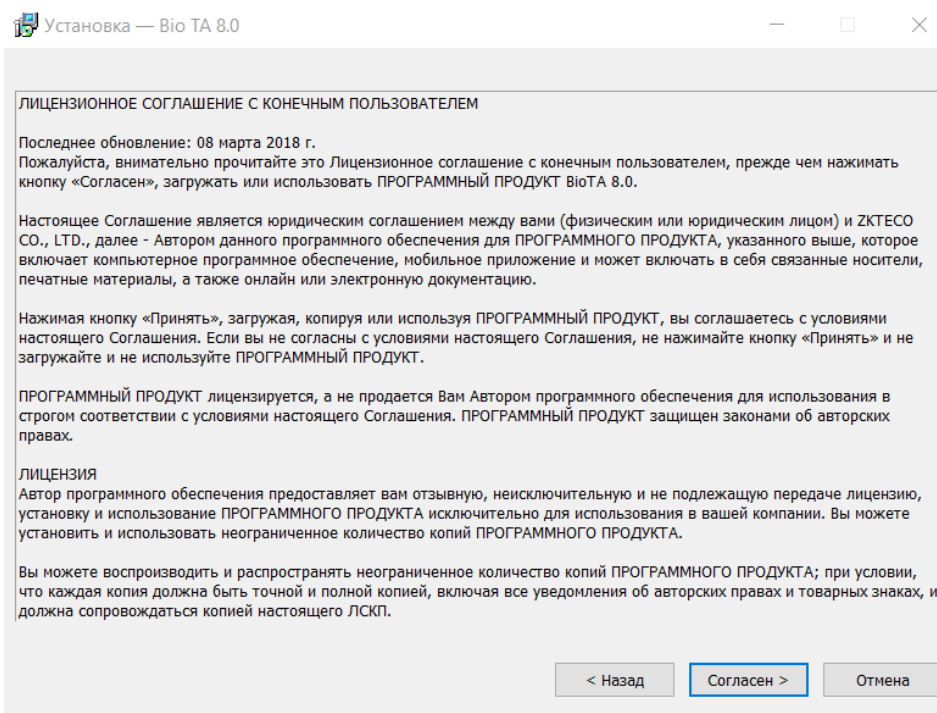 Установка — Bio TA 8.0
ЛИЦЕНЗИОННОЕ СОГЛАШЕНИЕ С КОНЕЧНЫМ ПОЛЬЗОВАТЕЛЕМ
Последнее обновление: 08 марта 2018 г.
Пожалуйста, внимательно прочитайте это Лицензионное соглашение с конечным пользователем, прежде чем нажимать
кнопку «Согласен», загружать или использовать ПРОГРАММНЫЙ ПРОДУКТ BioTA 8.0.
Настоящее Соглашение является юридическим соглашением между вами (физическим или юридическим лицом) и ZKTECO
CO., LTD., далее - Автором данного программного обеспечения для ПРОГРАММНОГО ПРОДУКТА, указанного выше, которое
включает компьютерное программное обеспечение, мобильное приложение и может включать в себя связанные носители,
печатные материалы, а также онлайн или электронную документацию.
Нажимая кнопку «Принять», загружая, копируя или используя ПРОГРАММНЫЙ ПРОДУКТ, вы соглашаетесь с условиями
настоящего Соглашения. Если вы не согласны с условиями настоящего Соглашения, не нажимайте кнопку «Принять» и не
загружайте и не используйте ПРОГРАММНЫЙ ПРОДУКТ.
ПРОГРАММНЫЙ ПРОДУКТ лицензируется, а не продается Вам Автором программного обеспечения для использования в
строгом соответствии с условиями настоящего Соглашения. ПРОГРАММНЫЙ ПРОДУКТ защищен законами об авторских
правах.
ЛИЦЕНЗИЯ
Автор программного обеспечения предоставляет вам отзывную, неисключительную и не подлежащую передаче лицензию,
установку и использование ПРОГРАММНОГО ПРОДУКТА исключительно для использования в вашей компании. Вы можете
установить и использовать неограниченное количество копий ПРОГРАММНОГО ПРОДУКТА.
Вы можете воспроизводить и распространять неограниченное количество копий ПРОГРАММНОГО ПРОДУКТА; при условии,
что каждая копия должна быть точной и полной копией, включая все уведомления об авторских правах и товарных знаках, и
должна сопровождаться копией настоящего ЛСКП.
< Назад
Согласен >
Отмена